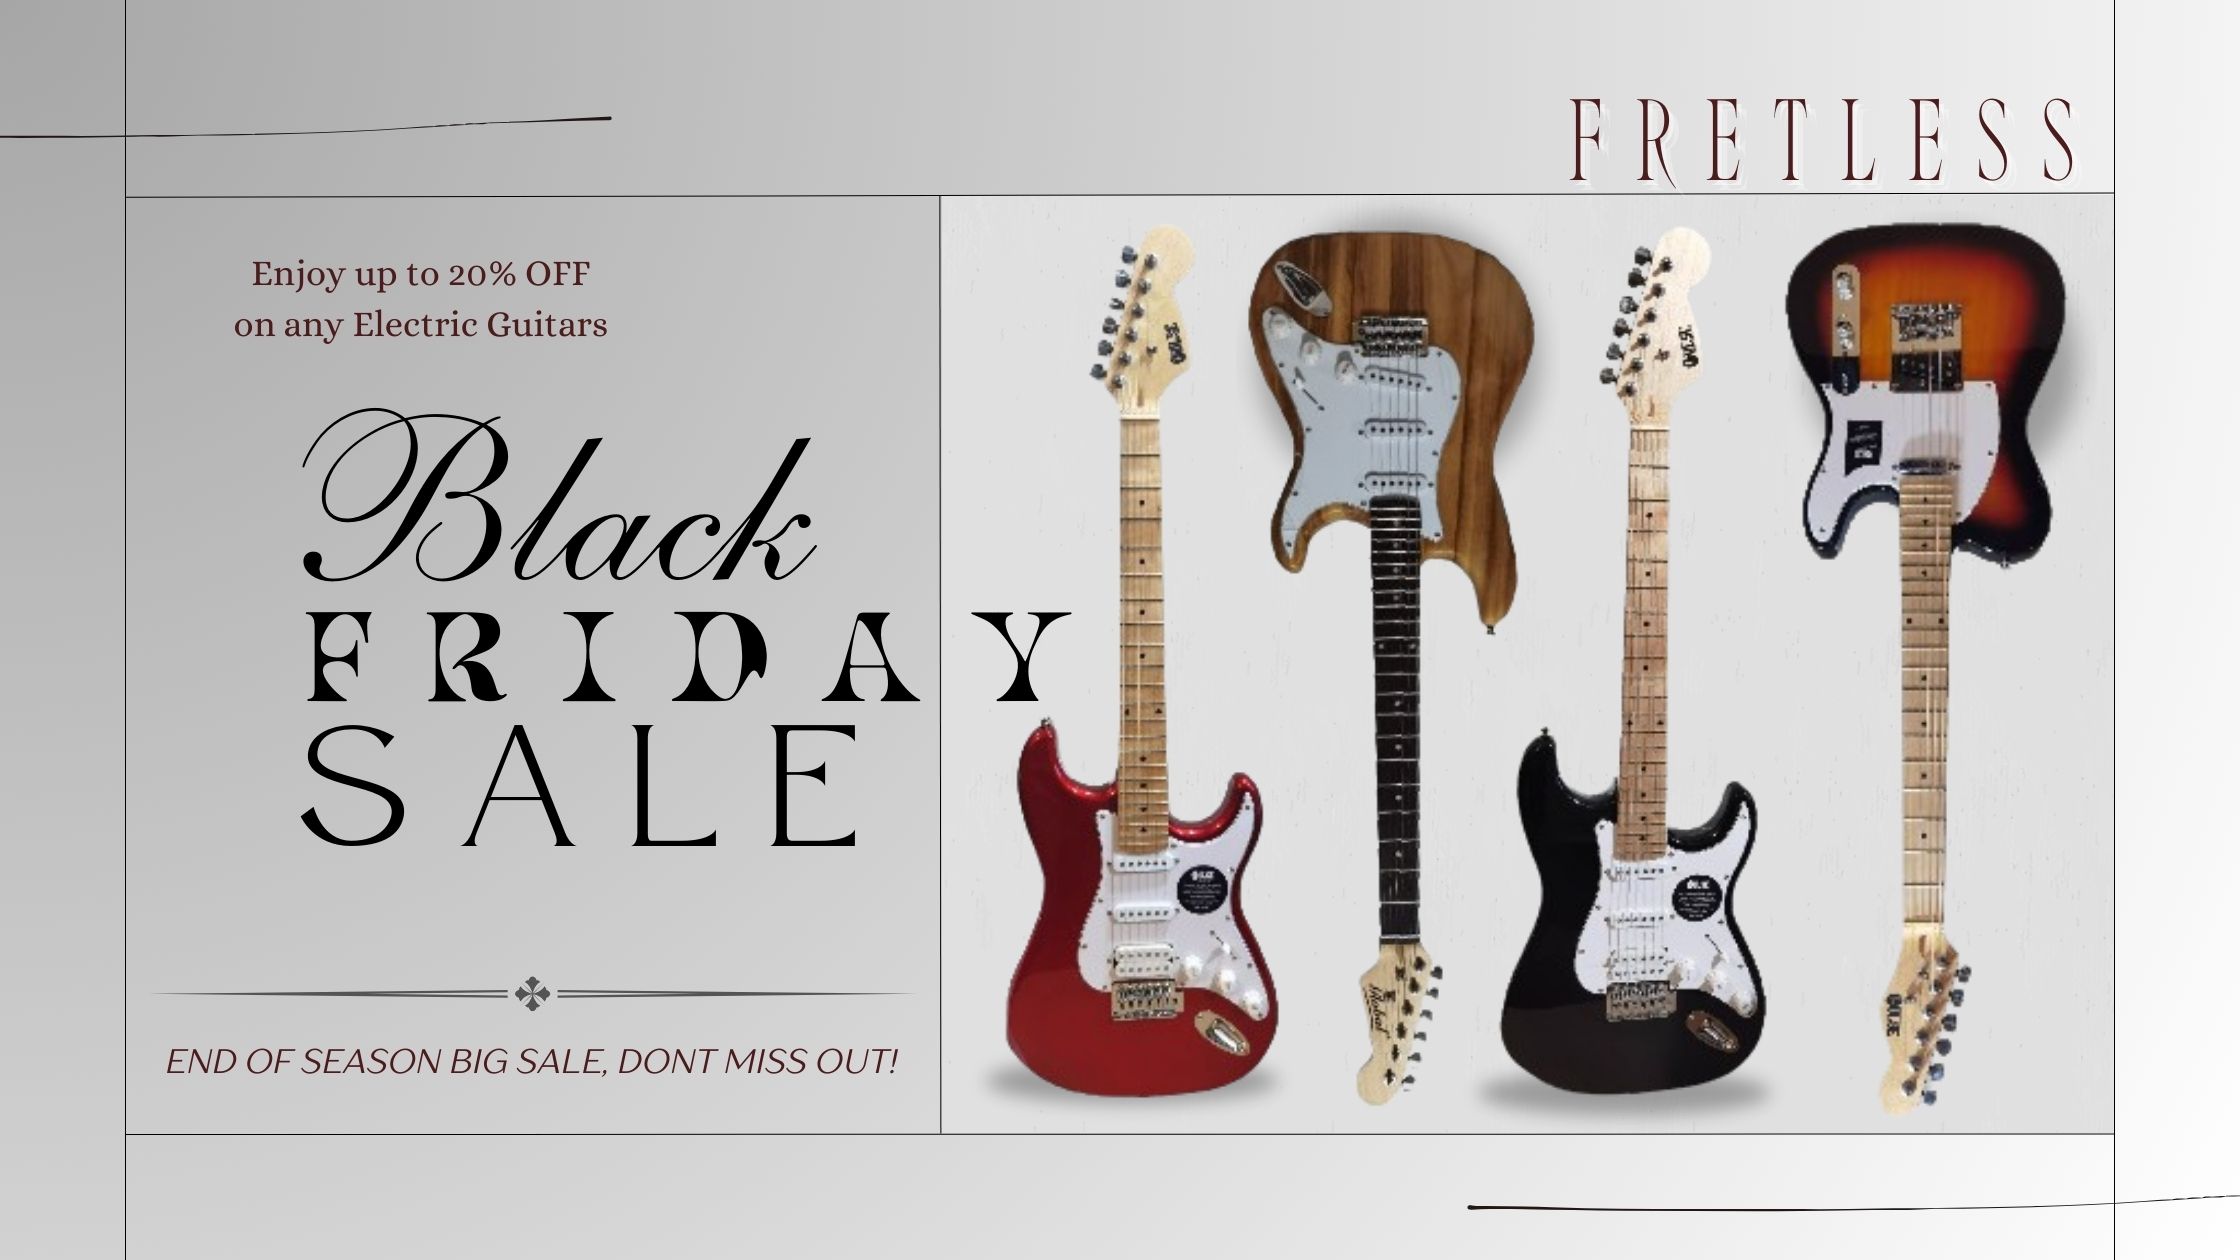 FRETLESS
Enjoy up to 20% OFF
on any Electric Guitars
Black
FRIDAY
SALE
END OF SEASON BIG SALE, DONT MISS OUT!
Global